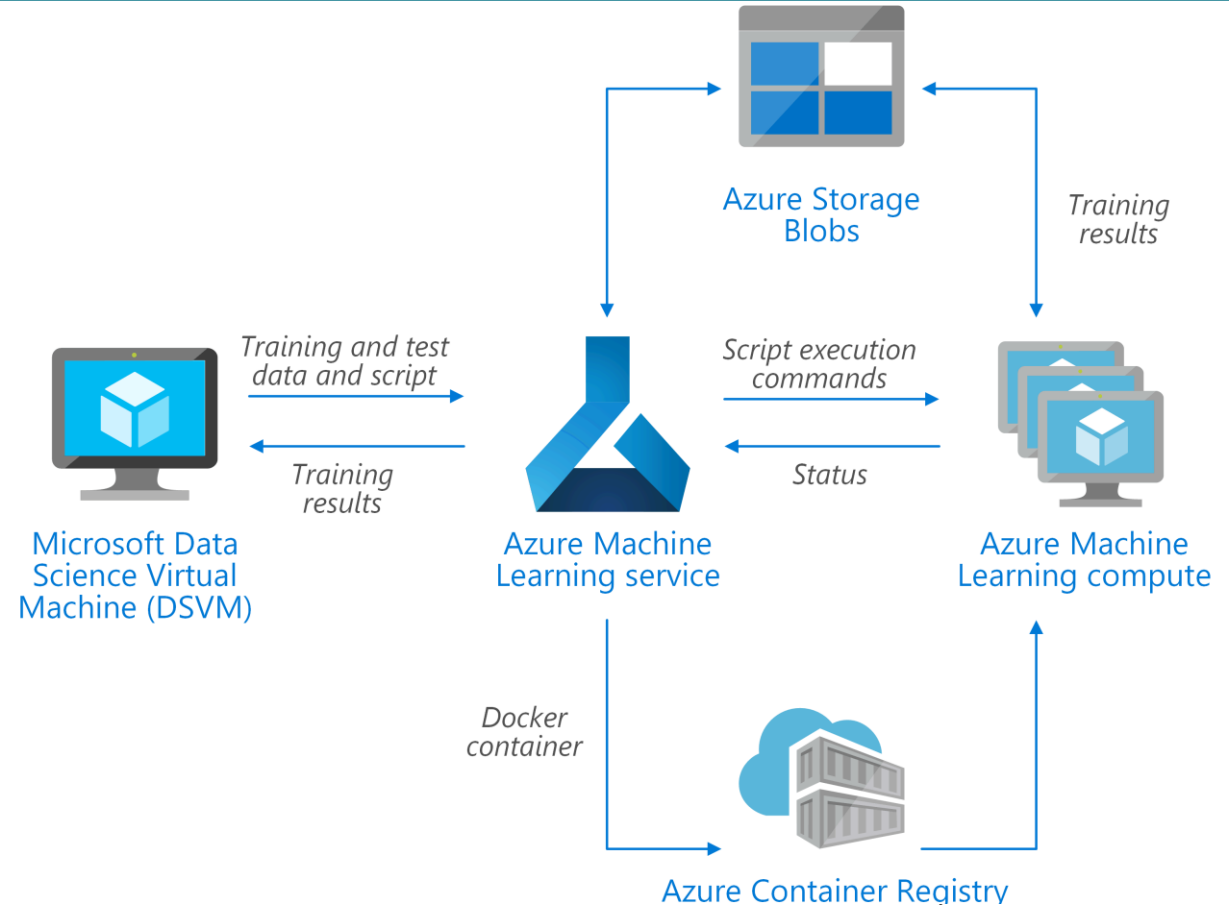 Azure Storage
Blobs
Training
results
Training and test
data and script
Script execution
commands
Training
results
Status
Microsoft Data
Science Virtual
Machine (DSVM)
Azure Machine
Learning service
Azure Machine
Learning compute
Docker
container
Azure Container Registry